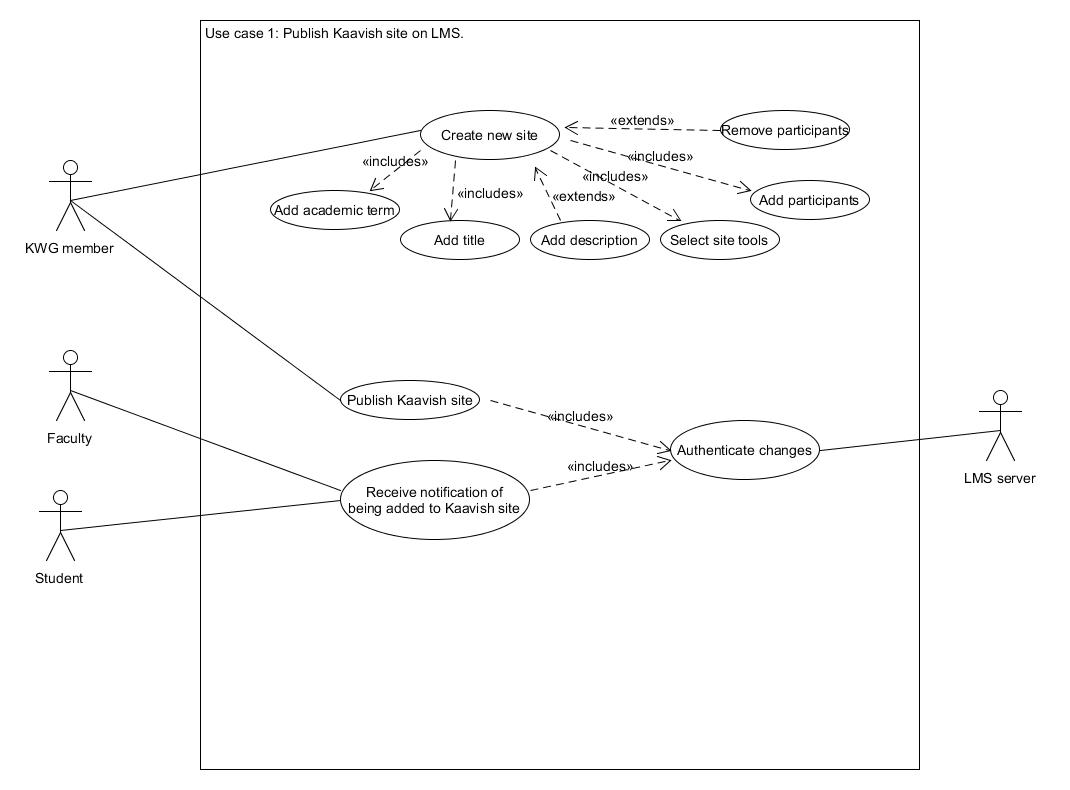 Use case 1: Publish Kaavish site on LMS.
«extends»
Remove participants
Create new site
«includes»
«includes»
«includes»
«includes»
«extends»
Add participants
Add academic term
Add title
Add description
Select site tools
KWG member
Publish Kaavish site
«includes»
Faculty
Authenticate changes
«includes»
LMS server
Receive notification of
being added to Kaavish site
Student